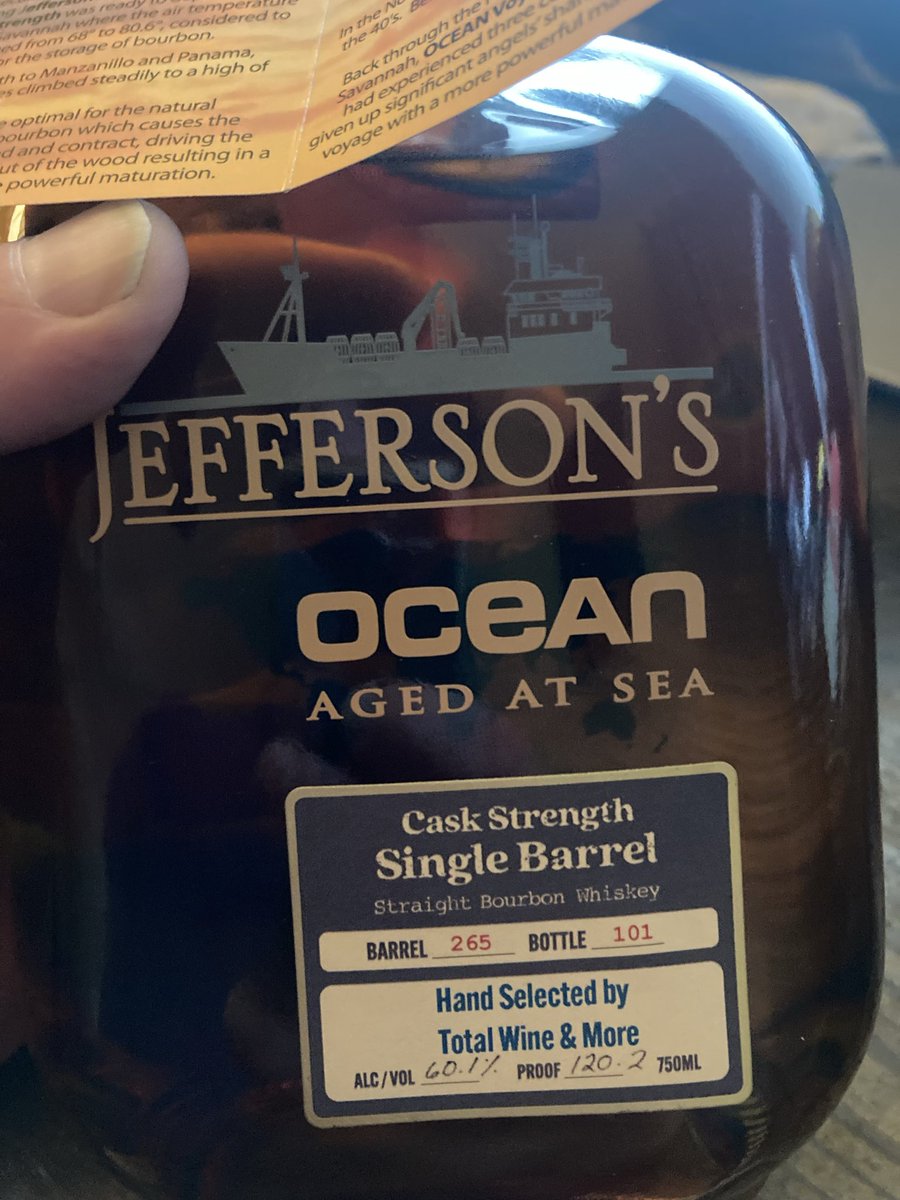 strength was ready to
Savannah where the air temperature
ed from 68° to 80.6°, considered to
r the storage of bourbon.
th to Manzanillo and Panama,
es climbed steadily to a high of
e optimal for the natural
bourbon which causes the
d and contract, driving the
ut of the wood resulting in a
powerful maturation.
In the No
the 40's. Be
Back through the
Savannah, OCEAN Voy
had experienced three
given up significant angels' shar
voyage with a more powerful ma
JEFFERSON'S
OCEAN
AGED AT SEA
Cask Strength
Single Barrel
Straight Bourbon Whiskey
BARREL 265 BOTTLE 101
Hand Selected by
Total Wine & More
ALC/VOL 60.1% PROOF 120.2 750ML